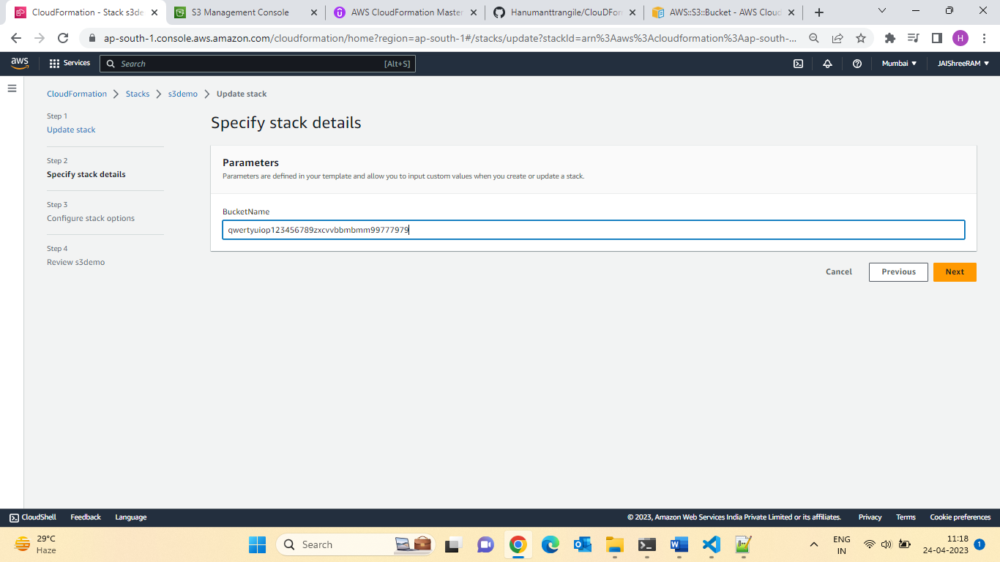 CloudFormation - Stack s3de
S3 Management Console
AWS CloudFormation Master
Hanumanttrangile/ClouDForm
AWS::S3::Bucket - AWS Cloud
ap-south-1.console.aws.amazon.com/cloudformation/home?region=ap-south-1#/stacks/update?stackId=arn%3Aaws%3Acloudformation%3Aap-south-...
H
aws
Services
Search
[Alt+S]
Mumbai
JAIShreeRAM
CloudFormation
Stacks
s3demo
Update stack
Step 1
Update stack
Step 2
Specify stack details
Step 3
Configure stack options
Step 4
Review s3demo
Specify stack details
Parameters
Parameters are defined in your template and allow you to input custom values when you create or update a stack.
BucketName
qwertyuiop123456789zxcvvbbmbmm99777979
Cancel
Previous
Next
CloudShell
Feedback
Language
© 2023, Amazon Web Services India Private Limited or its affiliates.
Privacy
Terms
Cookie preferences
29°C
Haze
Search
ENG
IN
11:18
24-04-2023
1